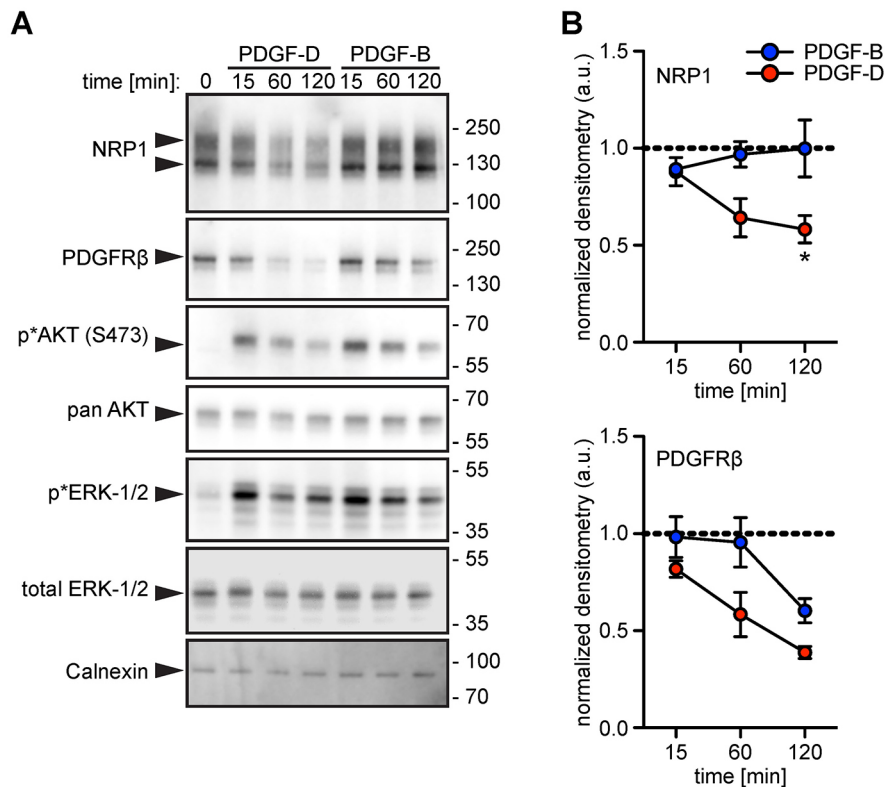 A
PDGF-D PDGF-B
time [min]: 0 15 60 120 15 60 120
NRP1
- 250
- 130
- 100
PDGFRβ
- 250
- 130
p*AKT (S473)
- 70
- 55
pan AKT
- 70
- 55
p*ERK-1/2
- 55
- 35
total ERK-1/2
- 55
- 35
Calnexin
- 100
- 70
B
PDGF-B
PDGF-D
NRP1
normalized densitometry (a.u.)
1.5
1.0
0.5
0.0
*
15 60 120
time [min]
PDGFRβ
normalized densitometry (a.u.)
1.5
1.0
0.5
0.0
15 60 120
time [min]